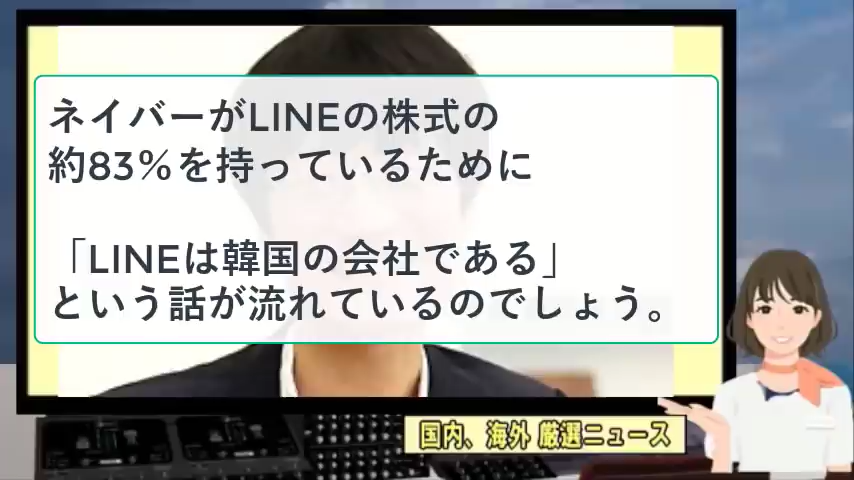 ネイバーがLINEの株式の
約83％を持っているために
「LINEは韓国の会社である」
という話が流れているのでしょう。
国内、海外 厳選ニュース